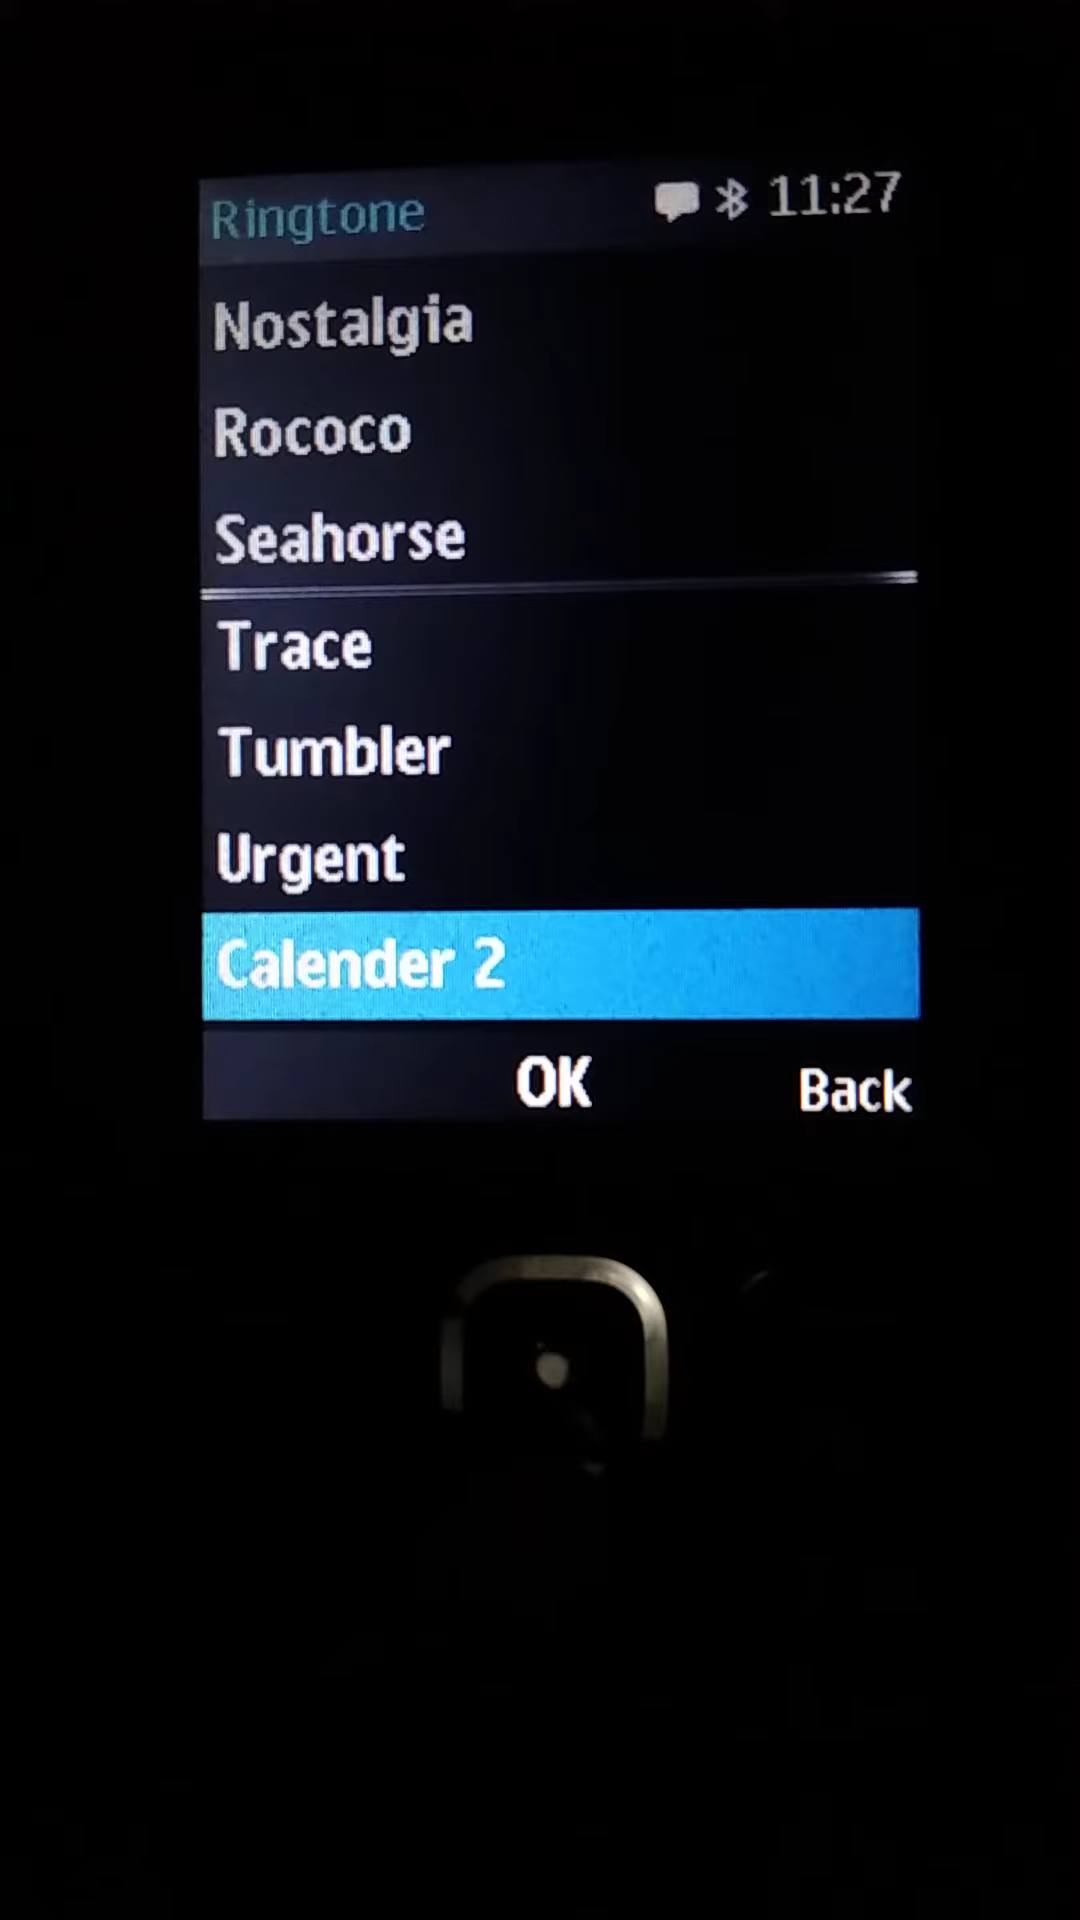 Ringtone 11:27
Nostalgia
Rococo
Seahorse
Trace
Tumbler
Urgent
Calender 2
OK Back